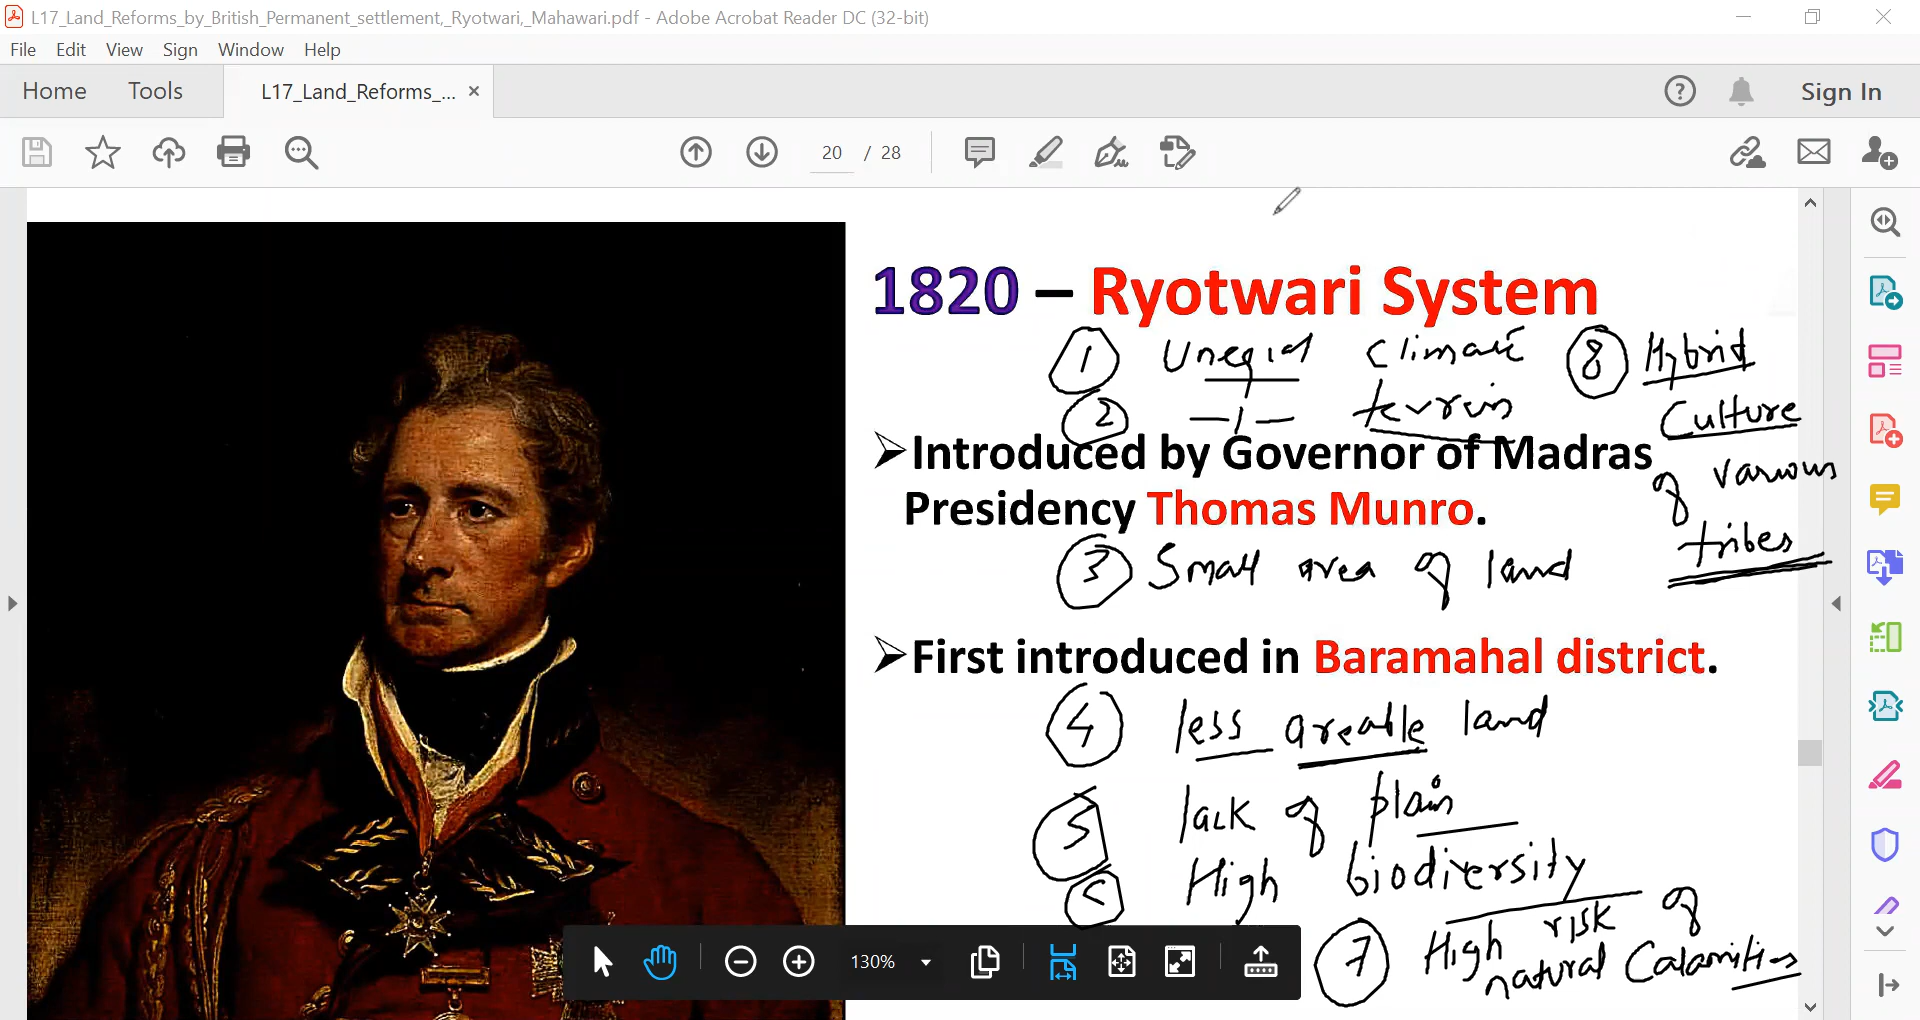 L17_Land_Reforms_by_British_Permanent_settlement,_Ryotwari,_Mahawari.pdf - Adobe Acrobat Reader DC (32-bit)
File Edit View Sign Window Help
Home Tools L17_Land_Reforms_... × Sign In
20 / 28
1820 – Ryotwari System
1 Unequal Climate
8 Hybrid
2 —1— terrain
Culture
➤Introduced by Governor of Madras
of various
Presidency Thomas Munro.
tribes
3 Small area of land
➤First introduced in Baramahal district.
4 less areable land
5 lack of plain
High biodiversity
7 High risk of
natural Calamities
130%